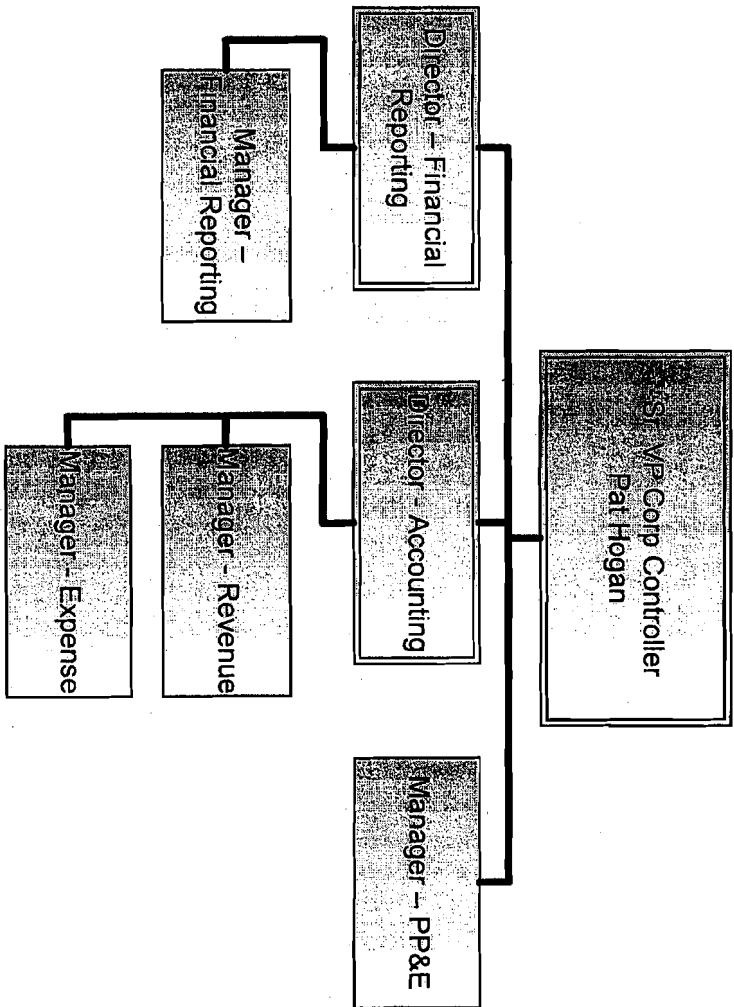 Sr VP Corp Controller
Pat Hogan
Director – Financial
Reporting
Director - Accounting
Manager – PP&E
Manager –
Financial Reporting
Manager - Revenue
Manager - Expense